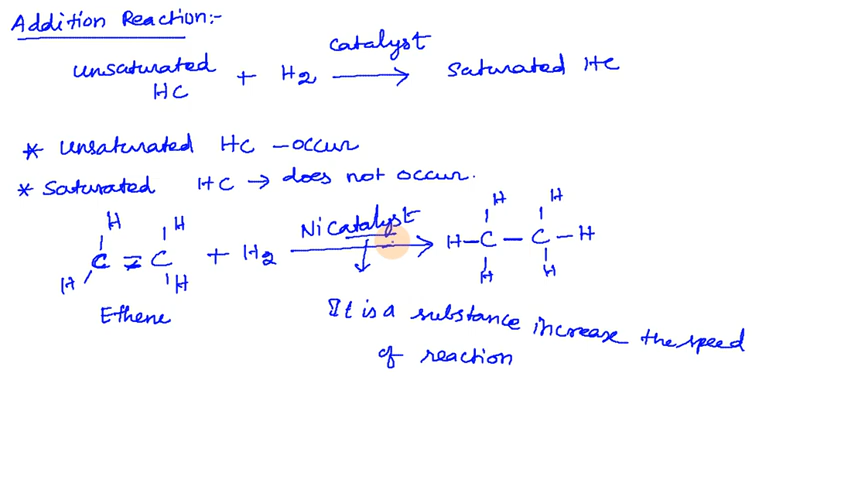 Addition Reaction:-
catalyst
unsaturated HC + H2 → saturated HC
* unsaturated HC - occur
* saturated HC → does not occur.
H H H H
Ni Catalyst
H C = C H + H2 → H-C-C-H
H H H
Ethene
It is a substance increase the speed
of reaction